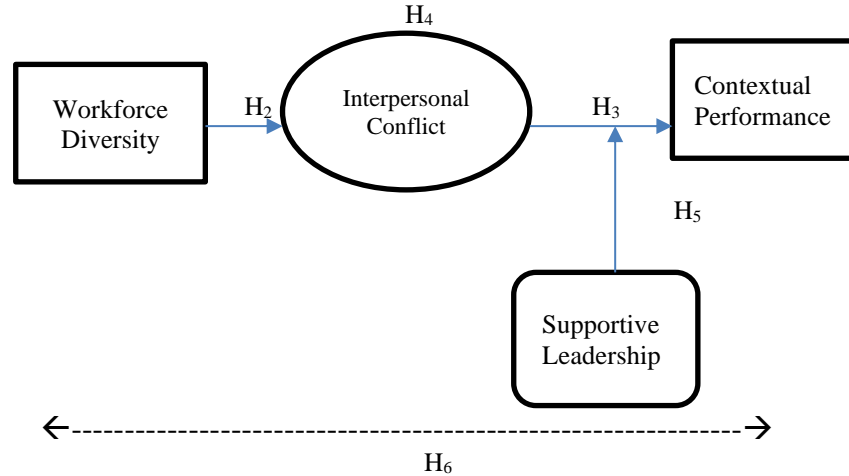 H₄
Workforce
Diversity
H₂
Interpersonal
Conflict
H₃
Contextual
Performance
H₅
Supportive
Leadership
H₆